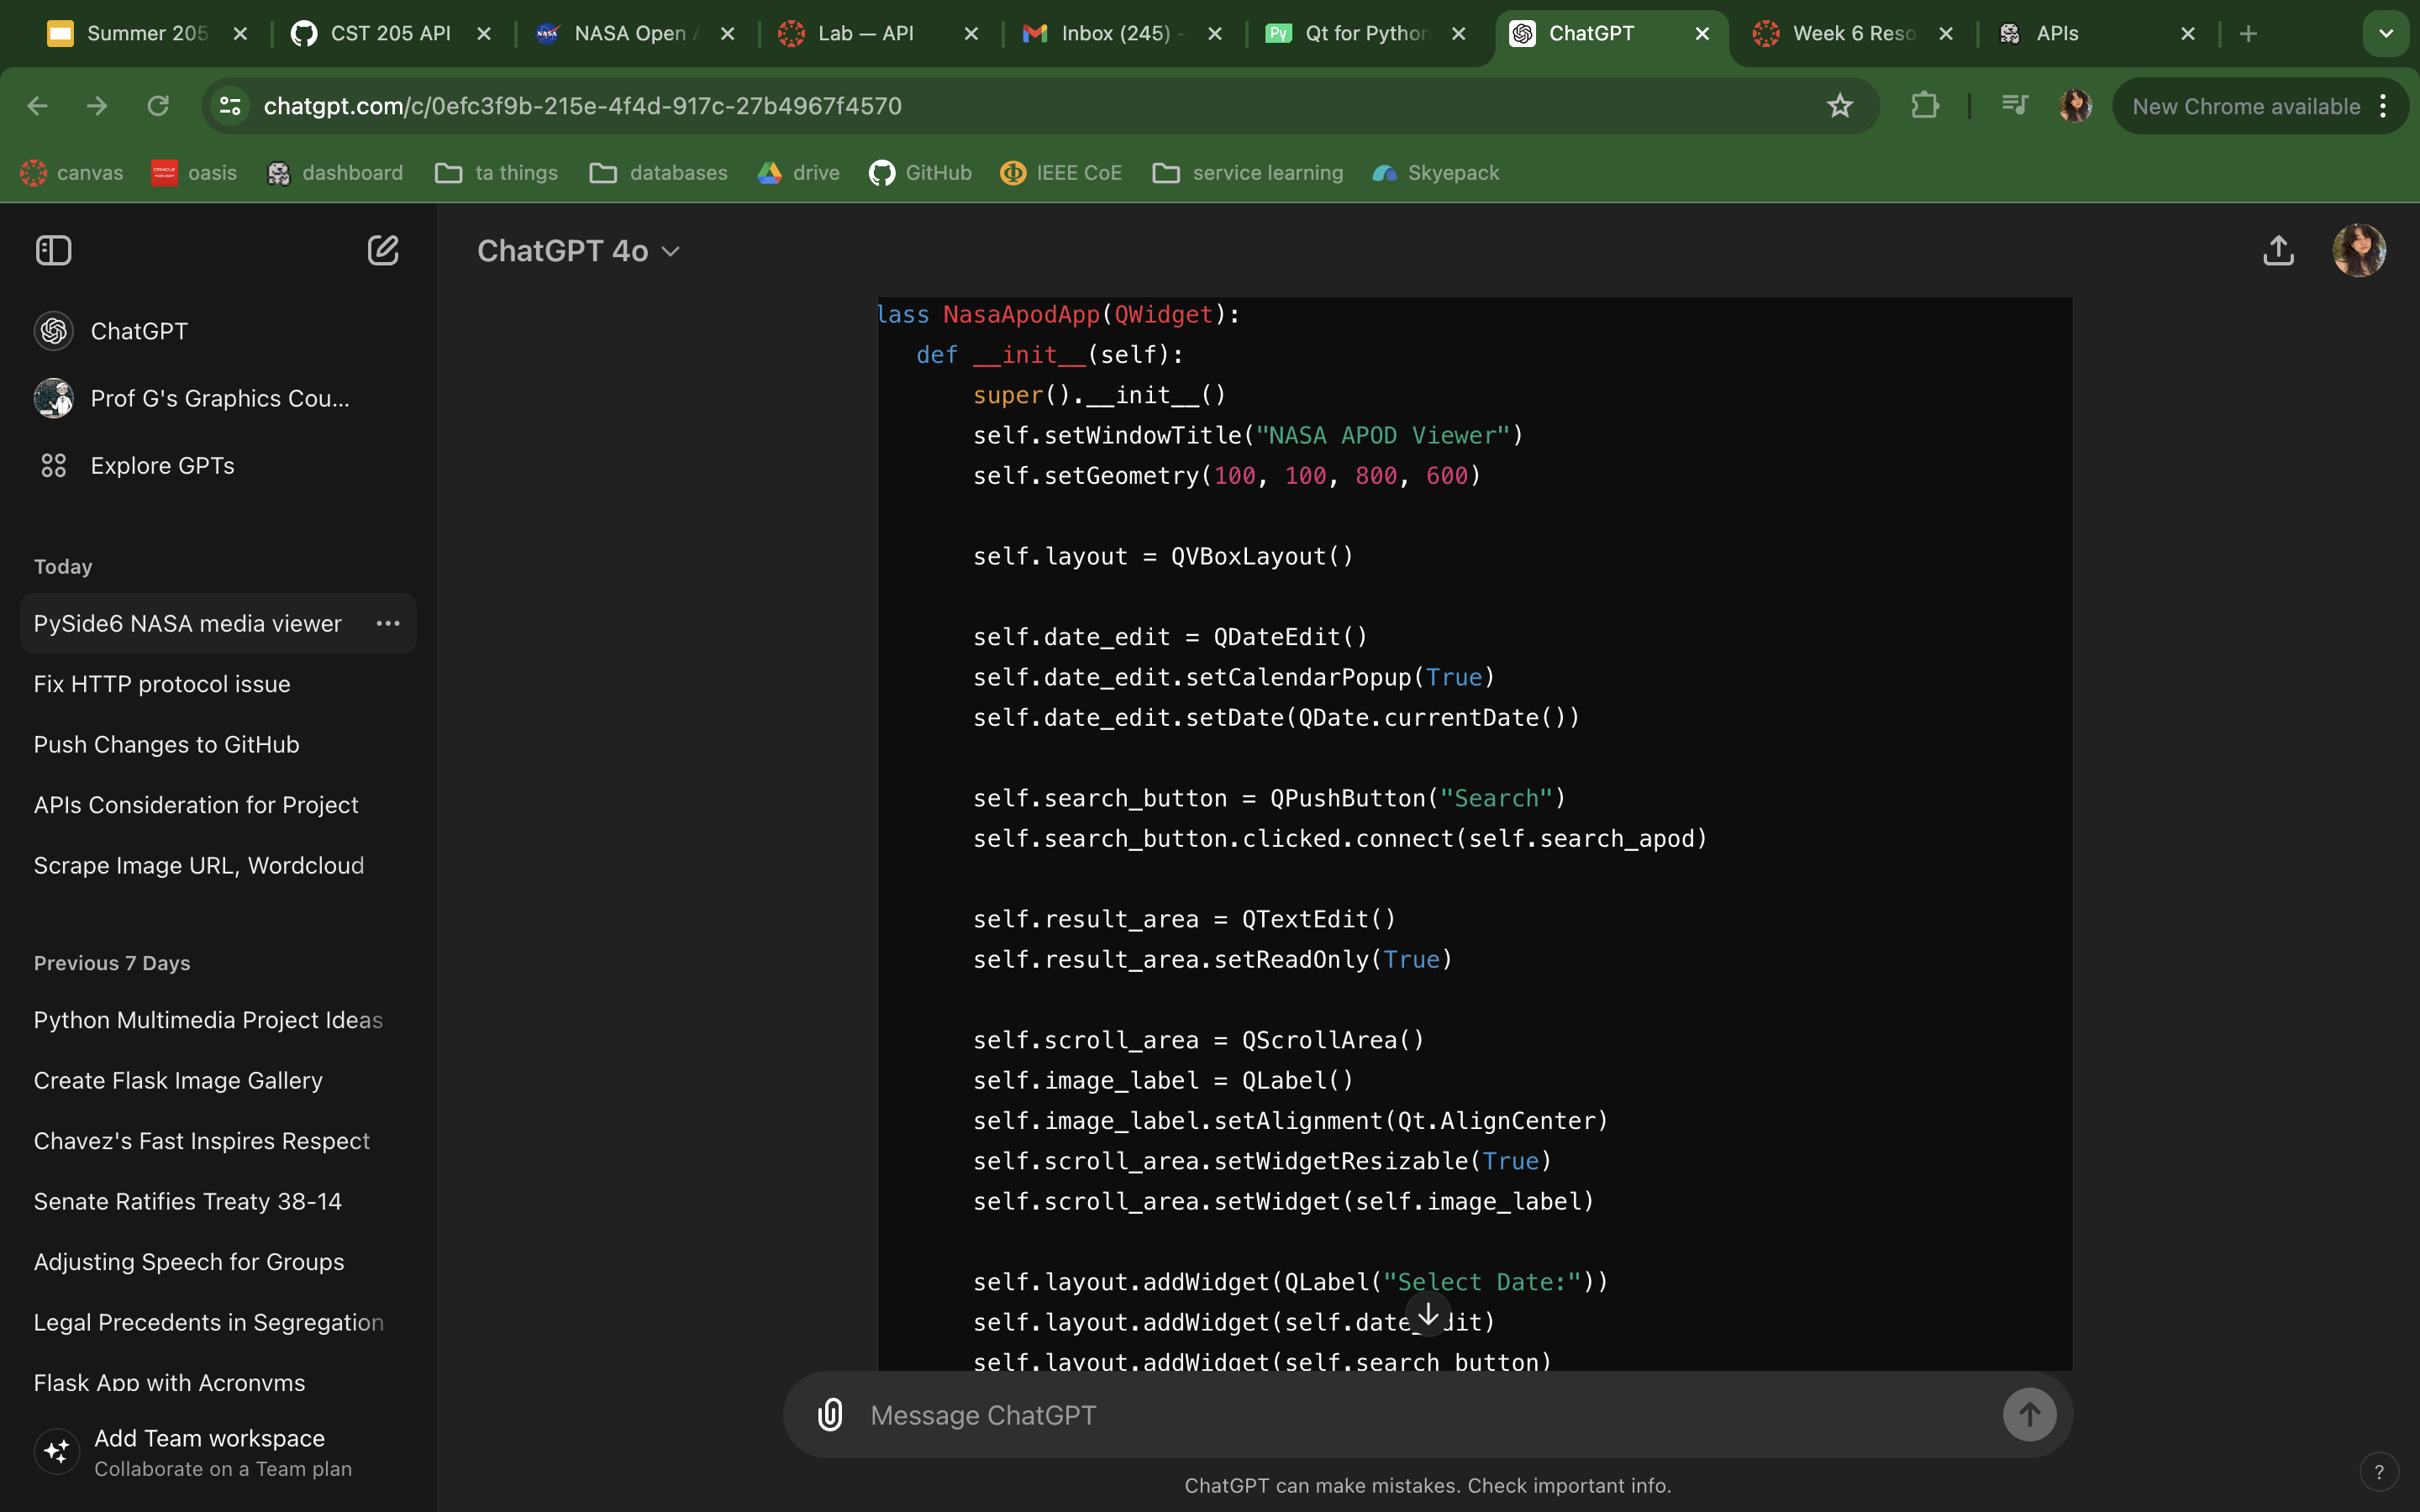 Summer 205
CST 205 API
NASA Open A
Lab — API
Inbox (245) -
Qt for Python
ChatGPT
Week 6 Reso
APIs
chatgpt.com/c/0efc3f9b-215e-4f4d-917c-27b4967f4570
New Chrome available
canvas
oasis
dashboard
ta things
databases
drive
GitHub
IEEE CoE
service learning
Skyepack
ChatGPT
Prof G's Graphics Cou...
Explore GPTs
Today
PySide6 NASA media viewer
Fix HTTP protocol issue
Push Changes to GitHub
APIs Consideration for Project
Scrape Image URL, Wordcloud
Previous 7 Days
Python Multimedia Project Ideas
Create Flask Image Gallery
Chavez's Fast Inspires Respect
Senate Ratifies Treaty 38-14
Adjusting Speech for Groups
Legal Precedents in Segregation
Flask App with Acronyms
Add Team workspace
Collaborate on a Team plan
ChatGPT 4o
lass NasaApodApp(QWidget):
def __init__(self):
super().__init__()
self.setWindowTitle("NASA APOD Viewer")
self.setGeometry(100, 100, 800, 600)
self.layout = QVBoxLayout()
self.date_edit = QDateEdit()
self.date_edit.setCalendarPopup(True)
self.date_edit.setDate(QDate.currentDate())
self.search_button = QPushButton("Search")
self.search_button.clicked.connect(self.search_apod)
self.result_area = QTextEdit()
self.result_area.setReadOnly(True)
self.scroll_area = QScrollArea()
self.image_label = QLabel()
self.image_label.setAlignment(Qt.AlignCenter)
self.scroll_area.setWidgetResizable(True)
self.scroll_area.setWidget(self.image_label)
self.layout.addWidget(QLabel("Select Date:"))
self.layout.addWidget(self.date_edit)
self.layout.addWidget(self.search_button)
Message ChatGPT
ChatGPT can make mistakes. Check important info.
?